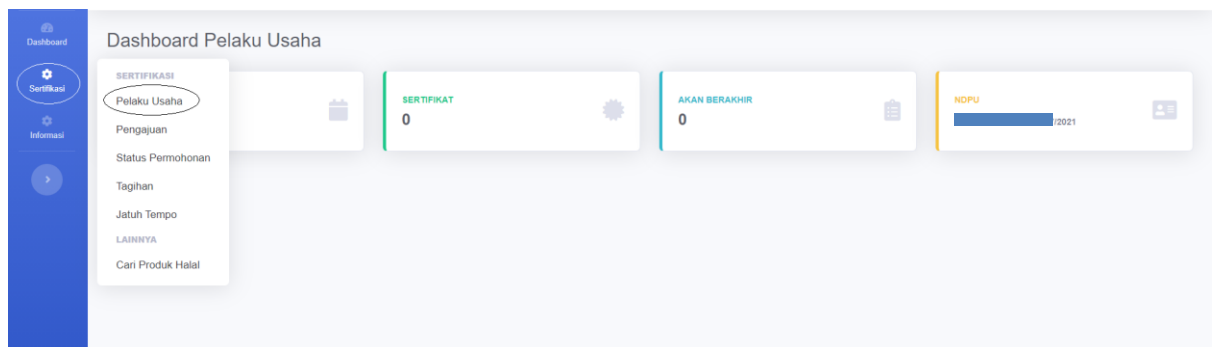 Dashboard
Sertifikasi
Informasi
Dashboard Pelaku Usaha
SERTIFIKASI
Pelaku Usaha
Pengajuan
Status Permohonan
Tagihan
Jatuh Tempo
LAINNYA
Cari Produk Halal
SERTIFIKAT
0
AKAN BERAKHIR
0
NDPU
/2021